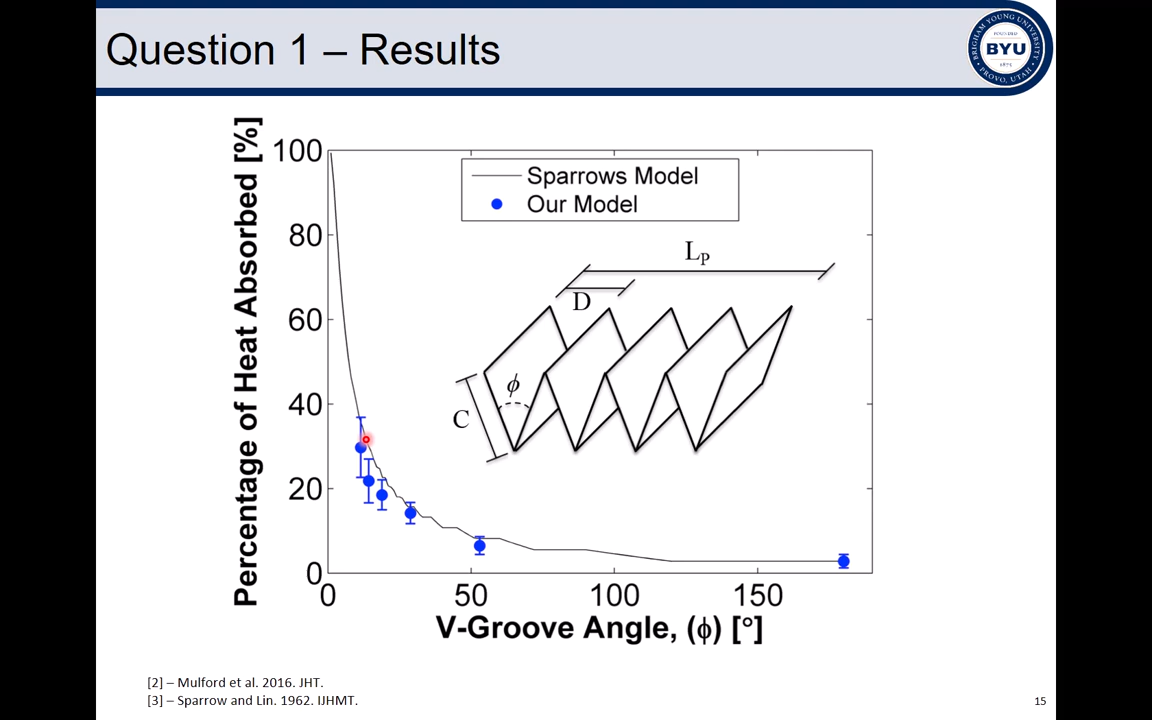 Question 1 – Results
BRIGHAM YOUNG UNIVERSITY
FOUNDED
BYU
1875
PROVO, UTAH
Percentage of Heat Absorbed [%]
100
80
60
40
20
0
Sparrows Model
Our Model
L_P
D
ϕ
C
0
50
100
150
V-Groove Angle, (ϕ) [°]
[2] – Mulford et al. 2016. JHT.
[3] – Sparrow and Lin. 1962. IJHMT.
15